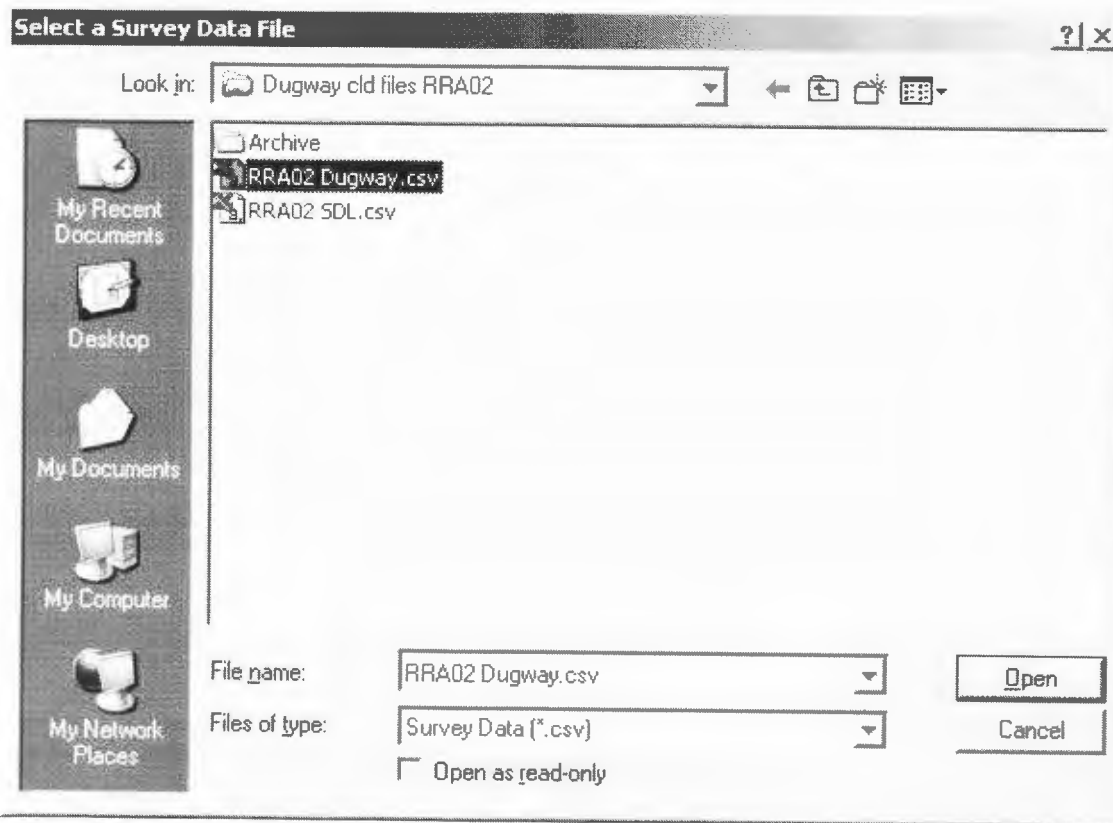 Select a Survey Data File ? ×
Look in: Dugway cld files RRA02
Archive
RRA02 Dugway.csv
RRA02 SDL.csv
My Recent
Documents
Desktop
My Documents
My Computer
My Network
Places
File name: RRA02 Dugway.csv
Open
Files of type: Survey Data (*.csv)
Cancel
Open as read-only